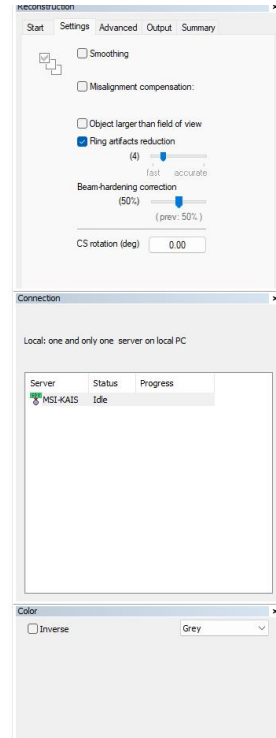 Reconstruction
Start Settings Advanced Output Summary
Smoothing
Misalignment compensation:
Object larger than field of view
Ring artifacts reduction
(4)
fast accurate
Beam-hardening correction
(50%)
(prev: 50% )
CS rotation (deg) 0.00
Connection
Local: one and only one server on local PC
Server Status Progress
MSI-KAIS Idle
Color
Inverse Grey